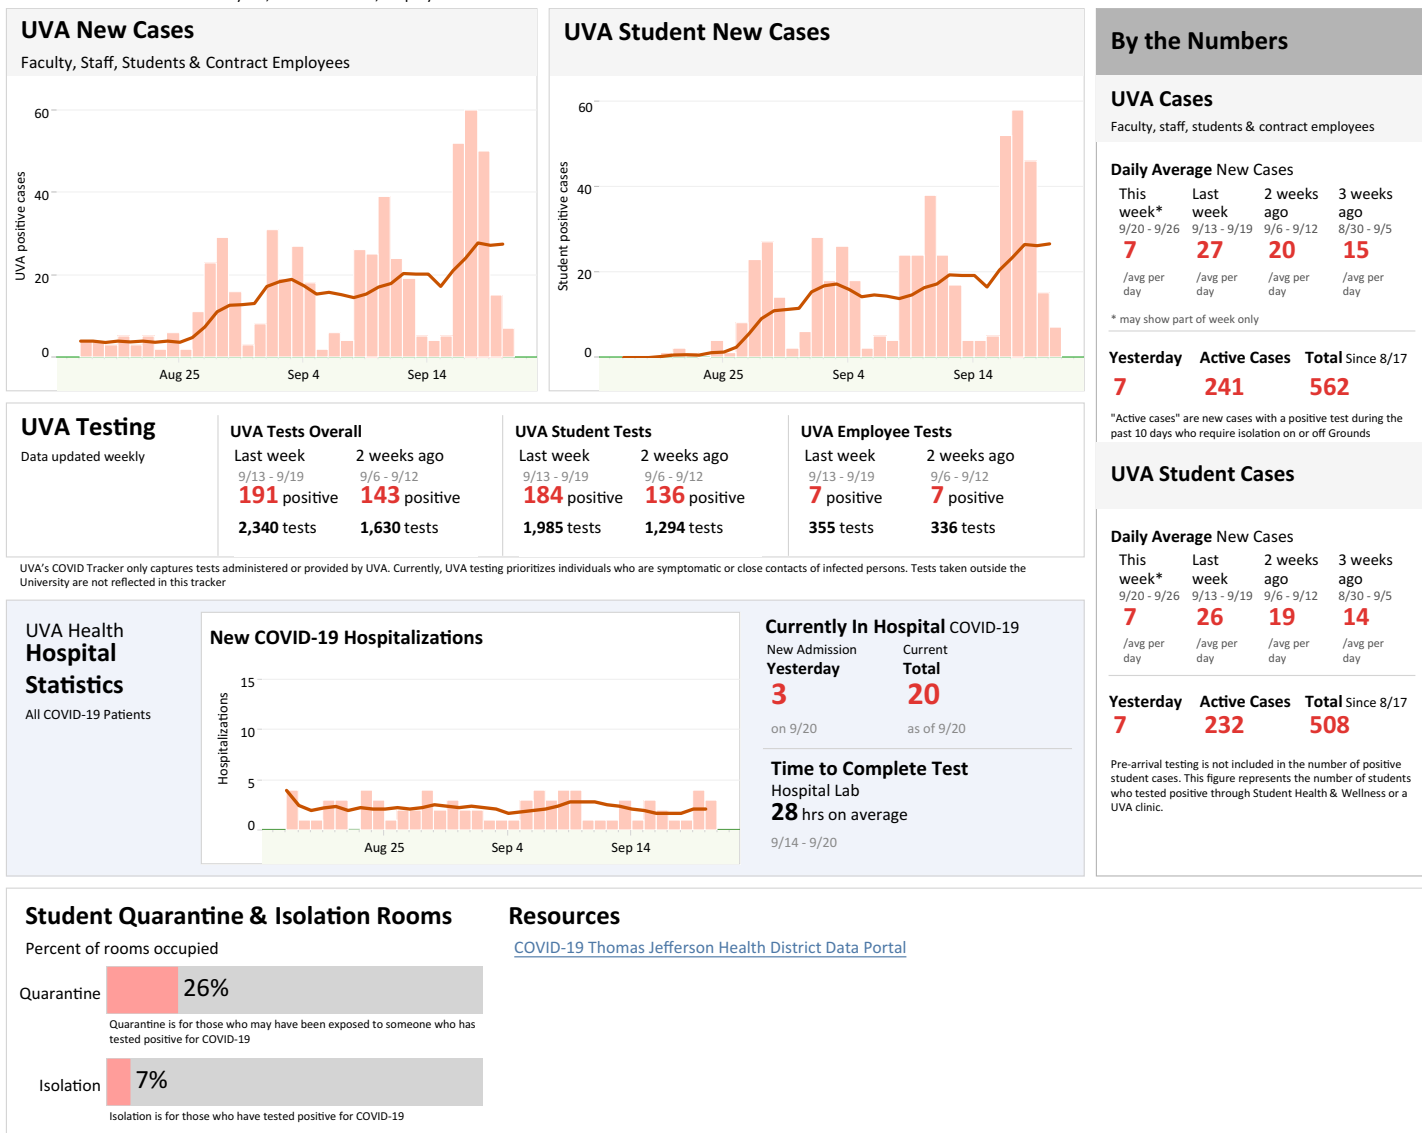 UVA New Cases
Faculty, Staff, Students & Contract Employees
UVA positive cases
60
40
20
0
Aug 25
Sep 4
Sep 14
UVA Student New Cases
Student positive cases
60
40
20
0
Aug 25
Sep 4
Sep 14
By the Numbers
UVA Cases
Faculty, staff, students & contract employees
Daily Average New Cases
This Last 2 weeks 3 weeks
week* week ago ago
9/20 - 9/26 9/13 - 9/19 9/6 - 9/12 8/30 - 9/5
7 27 20 15
/avg per /avg per /avg per /avg per
day day day day
* may show part of week only
Yesterday Active Cases Total Since 8/17
7 241 562
"Active cases" are new cases with a positive test during the
past 10 days who require isolation on or off Grounds
UVA Testing
Data updated weekly
UVA Tests Overall
Last week 2 weeks ago
9/13 - 9/19 9/6 - 9/12
191 positive 143 positive
2,340 tests 1,630 tests
UVA Student Tests
Last week 2 weeks ago
9/13 - 9/19 9/6 - 9/12
184 positive 136 positive
1,985 tests 1,294 tests
UVA Employee Tests
Last week 2 weeks ago
9/13 - 9/19 9/6 - 9/12
7 positive 7 positive
355 tests 336 tests
UVA's COVID Tracker only captures tests administered or provided by UVA. Currently, UVA testing prioritizes individuals who are symptomatic or close contacts of infected persons. Tests taken outside the
University are not reflected in this tracker
UVA Student Cases
Daily Average New Cases
This Last 2 weeks 3 weeks
week* week ago ago
9/20 - 9/26 9/13 - 9/19 9/6 - 9/12 8/30 - 9/5
7 26 19 14
/avg per /avg per /avg per /avg per
day day day day
Yesterday Active Cases Total Since 8/17
7 232 508
Pre-arrival testing is not included in the number of positive
student cases. This figure represents the number of students
who tested positive through Student Health & Wellness or a
UVA clinic.
UVA Health
Hospital
Statistics
All COVID-19 Patients
New COVID-19 Hospitalizations
Hospitalizations
15
10
5
0
Aug 25
Sep 4
Sep 14
Currently In Hospital COVID-19
New Admission Current
Yesterday Total
3 20
on 9/20 as of 9/20
Time to Complete Test
Hospital Lab
28 hrs on average
9/14 - 9/20
Student Quarantine & Isolation Rooms
Percent of rooms occupied
Quarantine 26%
Quarantine is for those who may have been exposed to someone who has
tested positive for COVID-19
Isolation 7%
Isolation is for those who have tested positive for COVID-19
Resources
COVID-19 Thomas Jefferson Health District Data Portal